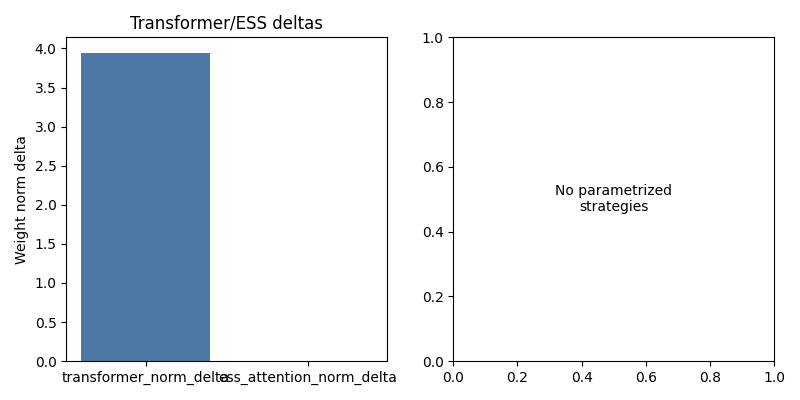 Transformer/ESS deltas
Weight norm delta
4.0
3.5
3.0
2.5
2.0
1.5
1.0
0.5
0.0
transformer_norm_delta
ess_attention_norm_delta
1.0
0.8
0.6
0.4
0.2
0.0
No parametrized
strategies
0.0 0.2 0.4 0.6 0.8 1.0